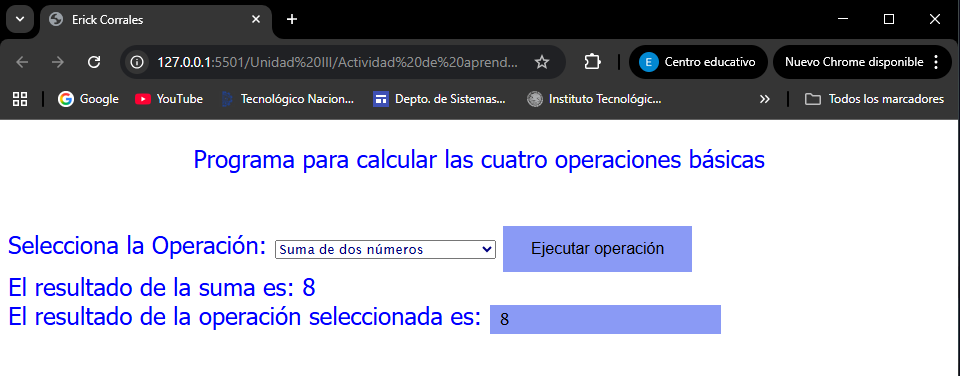 Erick Corrales
127.0.0.1:5501/Unidad%20III/Actividad%20de%20aprend...
Centro educativo
Nuevo Chrome disponible
Google
YouTube
Tecnológico Nacion...
Depto. de Sistemas...
Instituto Tecnológic...
Todos los marcadores
Programa para calcular las cuatro operaciones básicas
Selecciona la Operación: Suma de dos números Ejecutar operación
El resultado de la suma es: 8
El resultado de la operación seleccionada es: 8